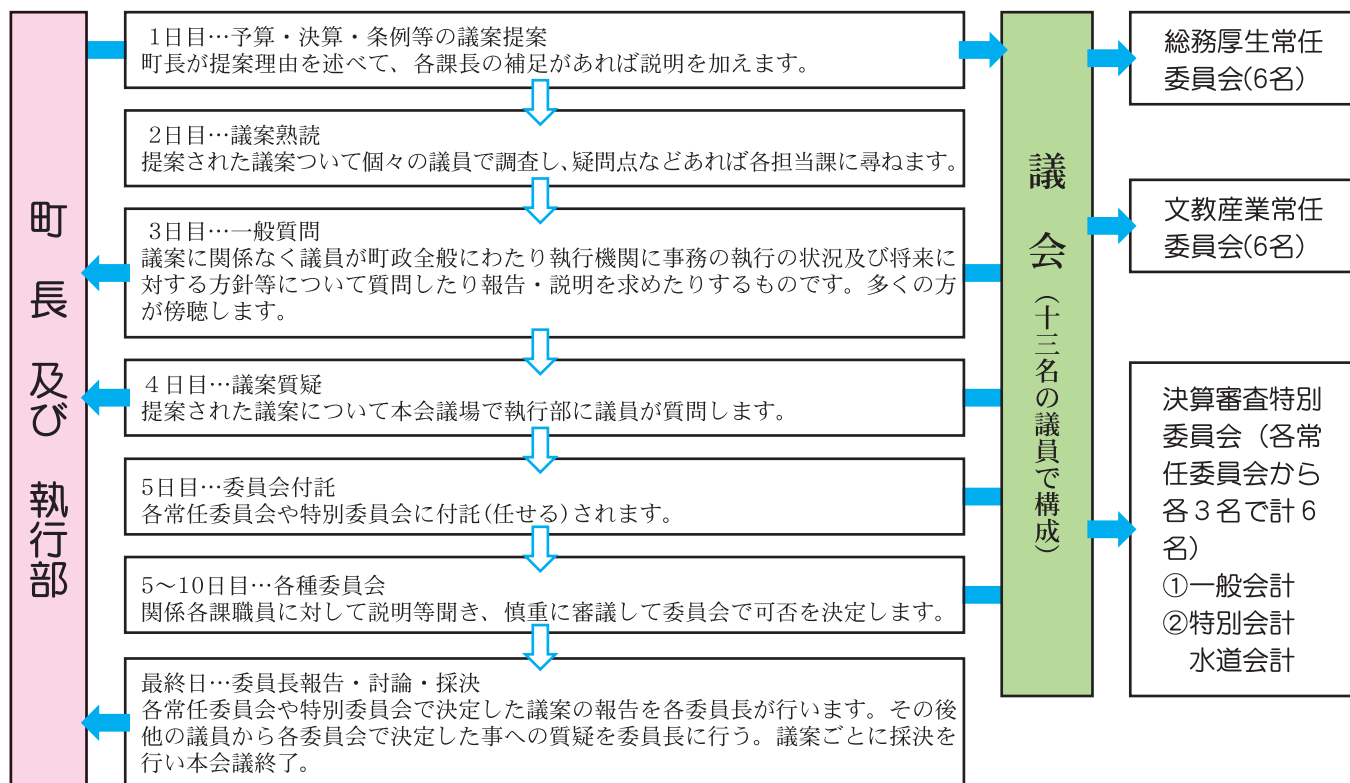 町長及び執行部
1日目…予算・決算・条例等の議案提案
町長が提案理由を述べて、各課長の補足があれば説明を加えます。
2日目…議案熟読
提案された議案ついて個々の議員で調査し、疑問点などあれば各担当課に尋ねます。
3日目…一般質問
議案に関係なく議員が町政全般にわたり執行機関に事務の執行の状況及び将来に
対する方針等について質問したり報告・説明を求めたりするものです。多くの方
が傍聴します。
4日目…議案質疑
提案された議案について本会議場で執行部に議員が質問します。
5日目…委員会付託
各常任委員会や特別委員会に付託(任せる)されます。
5～10日目…各種委員会
関係各課職員に対して説明等聞き、慎重に審議して委員会で可否を決定します。
最終日…委員長報告・討論・採決
各常任委員会や特別委員会で決定した議案の報告を各委員長が行います。その後
他の議員から各委員会で決定した事への質疑を委員長に行う。議案ごとに採決を
行い本会議終了。
議会（十三名の議員で構成）
総務厚生常任
委員会(6名)
文教産業常任
委員会(6名)
決算審査特別
委員会（各常
任委員会から
各３名で計６
名）
①一般会計
②特別会計
水道会計